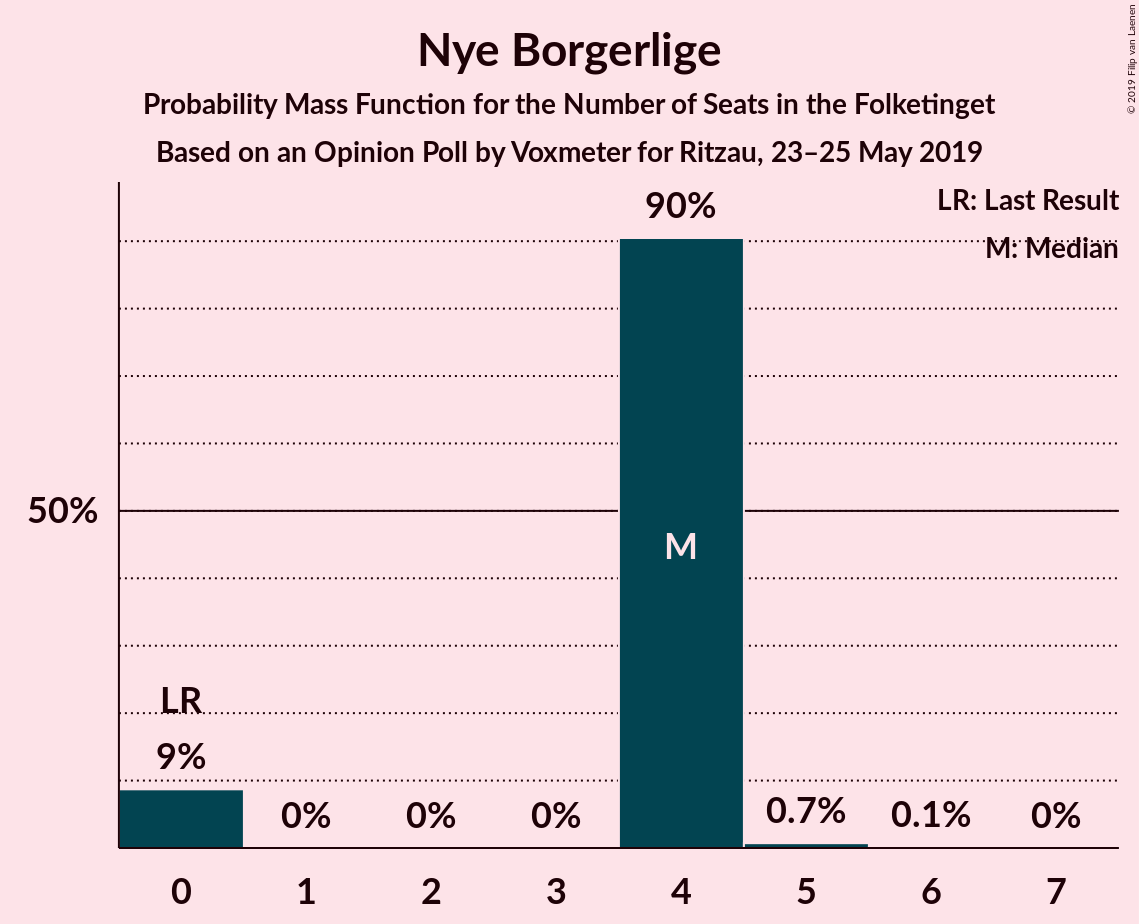 Nye Borgerlige
Probability Mass Function for the Number of Seats in the Folketinget
Based on an Opinion Poll by Voxmeter for Ritzau, 23–25 May 2019
© 2019 Filip van Laenen
LR: Last Result
M: Median
90%
50%
M
LR
9%
0%
0%
0%
0.7%
0.1%
0%
0
1
2
3
4
5
6
7